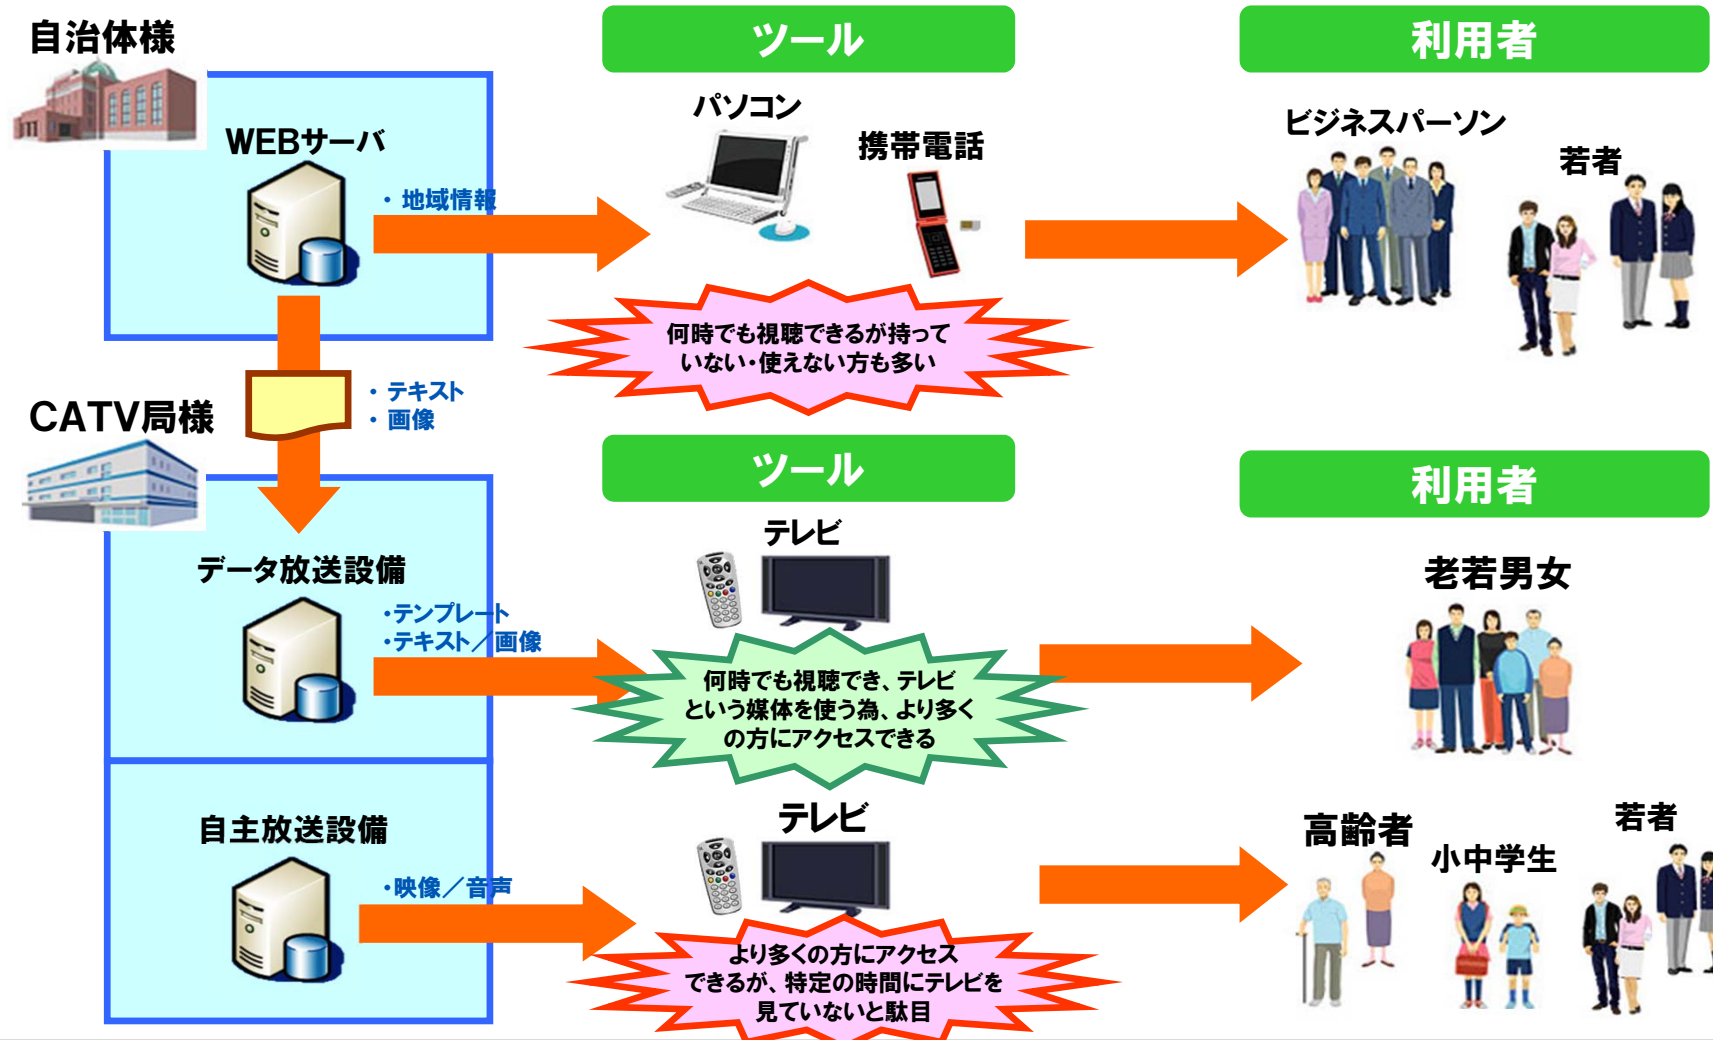 自治体様
ツール
利用者
パソコン
携帯電話
ビジネスパーソン
若者
WEBサーバ
・ 地域情報
何時でも視聴できるが持って
いない・使えない方も多い
・ テキスト
・ 画像
CATV局様
ツール
利用者
テレビ
老若男女
データ放送設備
・テンプレート
・テキスト／画像
何時でも視聴でき、テレビ
という媒体を使う為、より多く
の方にアクセスできる
テレビ
自主放送設備
・映像／音声
高齢者
小中学生
若者
より多くの方にアクセス
できるが、特定の時間にテレビを
見ていないと駄目